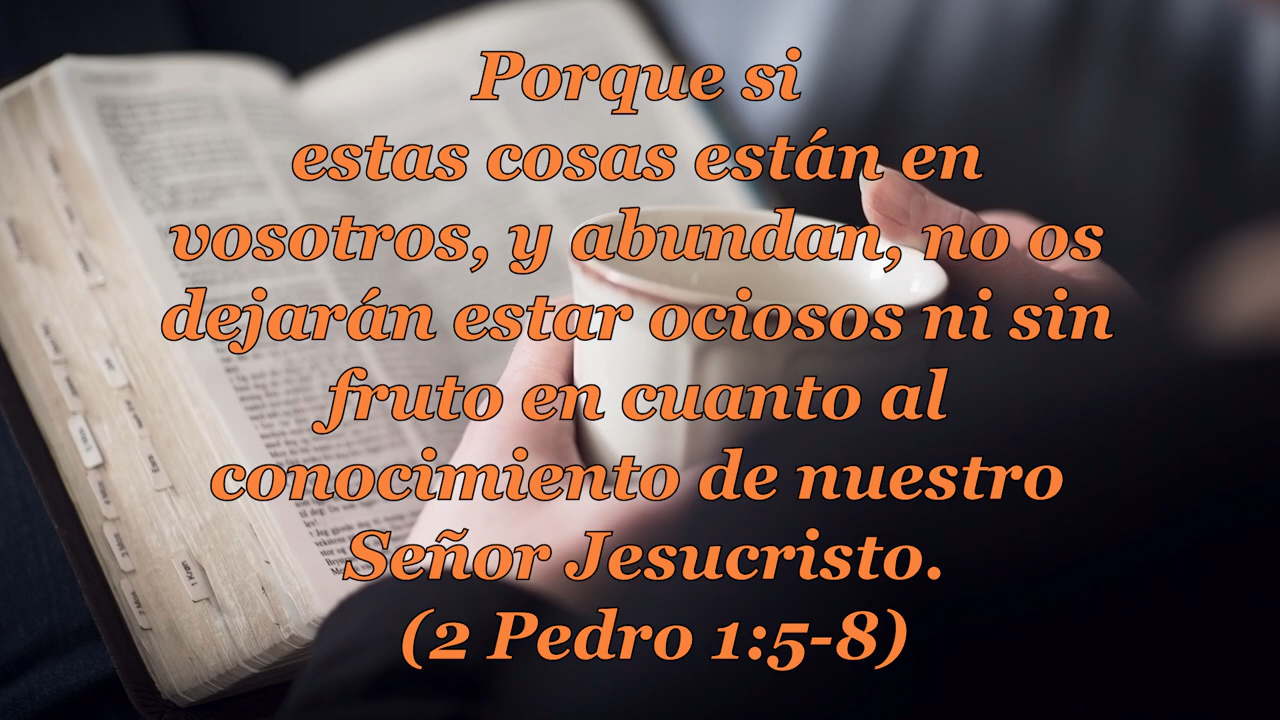 Porque si
estas cosas están en
vosotros, y abundan, no os
dejarán estar ociosos ni sin
fruto en cuanto al
conocimiento de nuestro
Señor Jesucristo.
(2 Pedro 1:5-8)